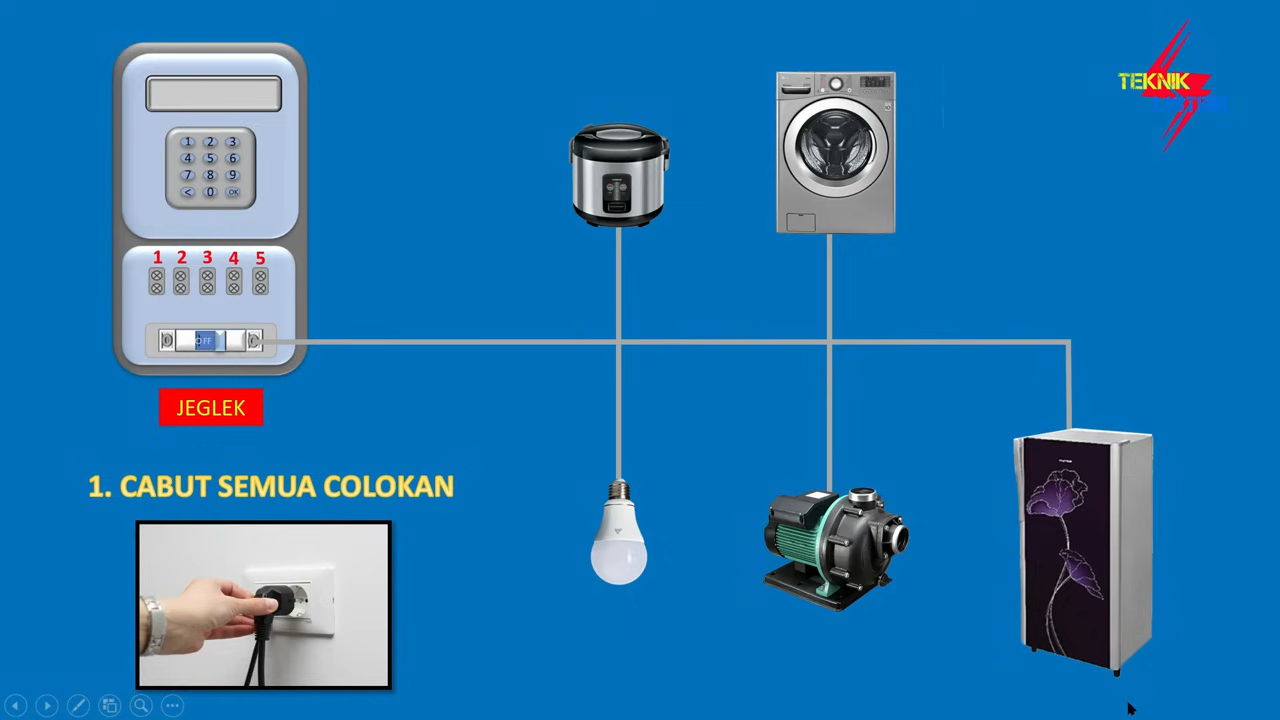 TEKNIK
1 2 3
4 5 6
7 8 9
< 0 OK
1 2 3 4 5
OFF
JEGLEK
1. CABUT SEMUA COLOKAN